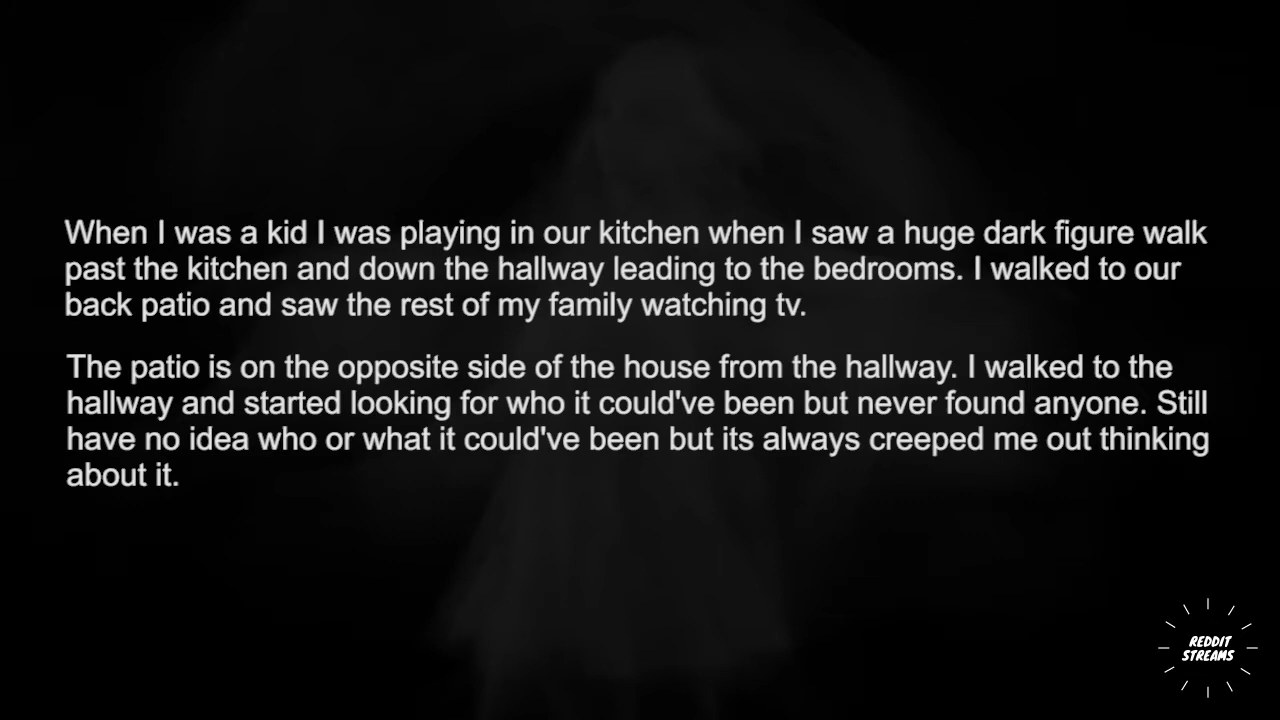 When I was a kid I was playing in our kitchen when I saw a huge dark figure walk
past the kitchen and down the hallway leading to the bedrooms. I walked to our
back patio and saw the rest of my family watching tv.
The patio is on the opposite side of the house from the hallway. I walked to the
hallway and started looking for who it could've been but never found anyone. Still
have no idea who or what it could've been but its always creeped me out thinking
about it.
REDDIT
STREAMS